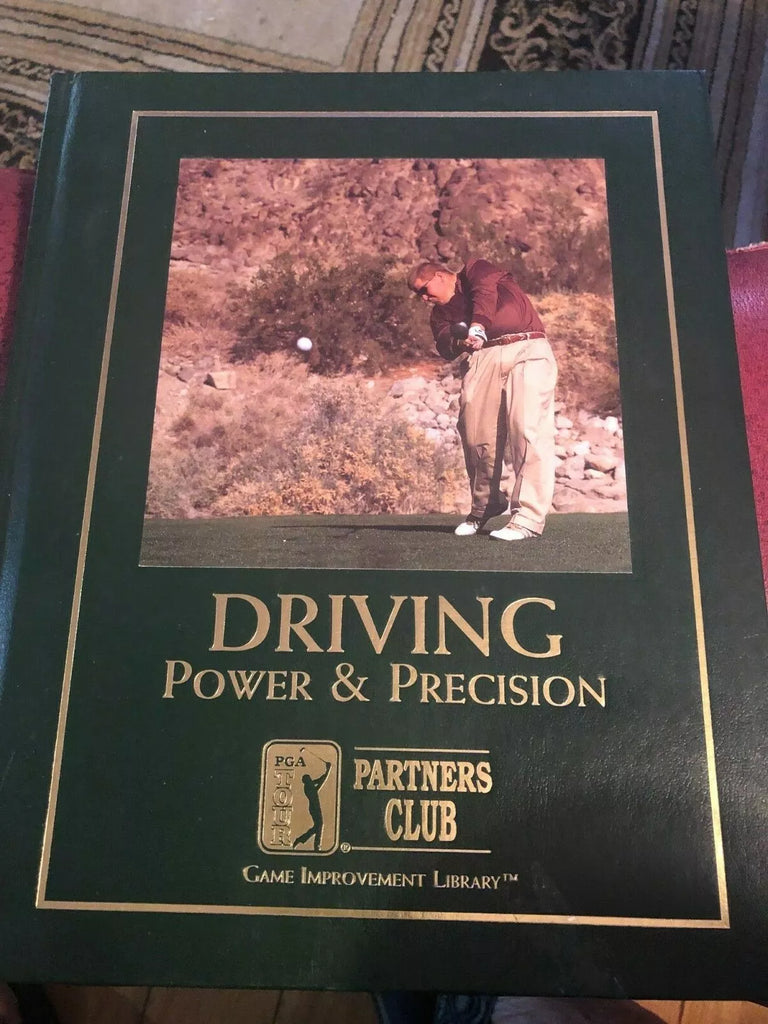 DRIVING
POWER & PRECISION
PGA
TOUR
®
PARTNERS
CLUB
GAME IMPROVEMENT LIBRARY™